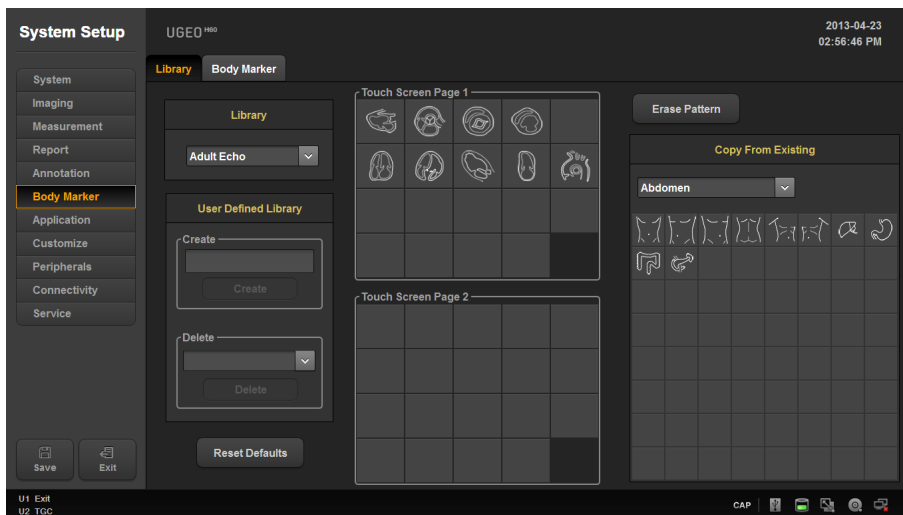 System Setup
UGEO H60
2013-04-23
02:56:46 PM
Library
Body Marker
System
Imaging
Measurement
Report
Annotation
Body Marker
Application
Customize
Peripherals
Connectivity
Service
Save
Exit
Library
Adult Echo
User Defined Library
Create
Create
Delete
Delete
Reset Defaults
Touch Screen Page 1
Touch Screen Page 2
Erase Pattern
Copy From Existing
Abdomen
U1 Exit
U2 TGC
CAP